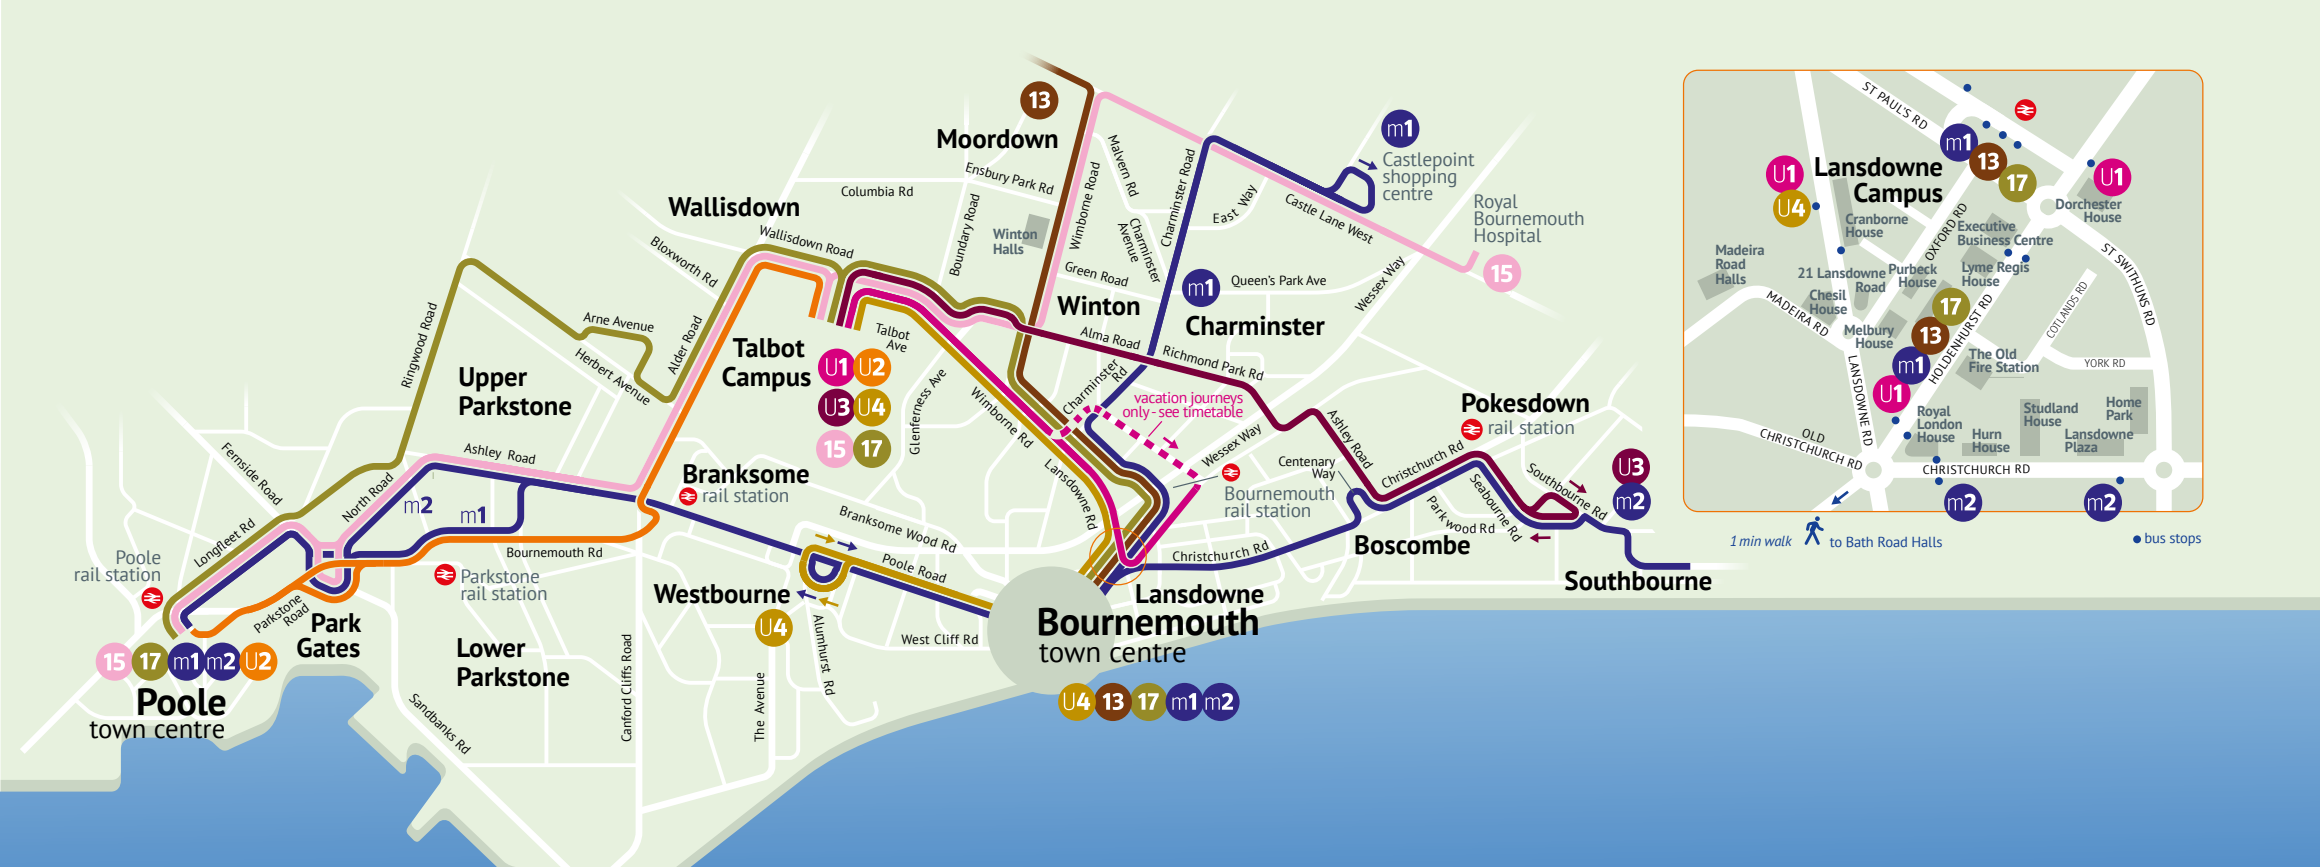 13
Moordown
Ensbury Park Rd
Columbia Rd
Wallisdown
Wallisdown Road
Bloxworth Rd
Boundary Road
Winton
Halls
Wimborne Road
Malvern Rd
Charminster
Avenue
Charminster Road
East Way
Castle Lane West
m1
Castlepoint
shopping
centre
Royal
Bournemouth
Hospital
15
Green Road
Queen's Park Ave
Wessex Way
Winton
m1
Charminster
Alma Road
Richmond Park Rd
Ringwood Road
Arne Avenue
Herbert Avenue
Alder Road
Upper
Parkstone
Talbot
Campus
U1
U2
U3
U4
15
17
Talbot
Ave
Glenferness Ave
Wimborne Rd
Charminster
Rd
vacation journeys
only - see timetable
Wessex Way
Lansdowne Rd
Bournemouth
rail station
Centenary
Way
Ashley Road
Christchurch Rd
Pokesdown
rail station
Southbourne Rd
Seabourne Rd
Parkwood Rd
U3
m2
Boscombe
Southbourne
Christchurch Rd
Fernside Road
Ashley Road
North Road
m2
m1
Longfleet Rd
Bournemouth Rd
Branksome
rail station
Branksome Wood Rd
Poole Road
Westbourne
U4
Poole
rail station
Parkstone
rail station
Parkstone
Road
Park
Gates
15
17
m1
m2
U2
Poole
town centre
Lower
Parkstone
Sandbanks Rd
Canford Cliffs Road
The Avenue
Alumhurst Rd
West Cliff Rd
Lansdowne
Bournemouth
town centre
U4
13
17
m1
m2
ST PAUL'S RD
m1
13
17
U1
U4
Lansdowne
Campus
U1
Dorchester
House
Cranborne
House
OXFORD RD
Executive
Business Centre
Madeira
Road
Halls
21 Lansdowne
Road
Purbeck
House
Lyme Regis
House
ST SWITHUNS RD
MADEIRA RD
Chesil
House
17
13
m1
U1
HOLDENHURST RD
COTLANDS RD
Melbury
House
The Old
Fire Station
YORK RD
LANSDOWNE RD
Royal
London
House
Hurn
House
Studland
House
Home
Park
Lansdowne
Plaza
OLD
CHRISTCHURCH RD
CHRISTCHURCH RD
m2
m2
1 min walk
to Bath Road Halls
bus stops